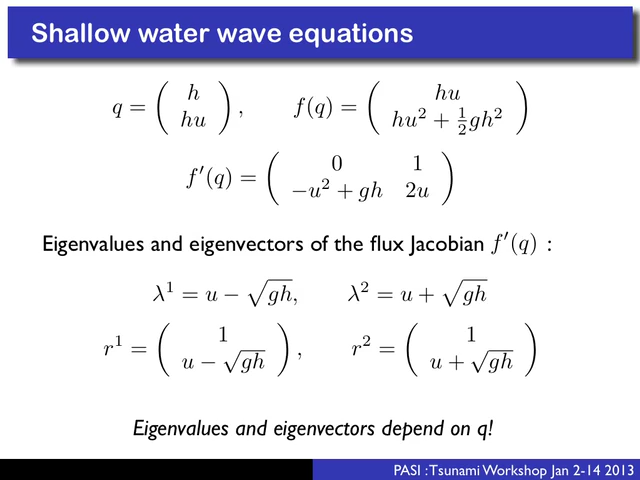 Shallow water wave equations
q = ( h
hu ) , f(q) = ( hu
hu² + ½gh² )
f′(q) = ( 0 1
−u² + gh 2u )
Eigenvalues and eigenvectors of the flux Jacobian f′(q) :
λ¹ = u − √gh, λ² = u + √gh
r¹ = ( 1
u − √gh ) , r² = ( 1
u + √gh )
Eigenvalues and eigenvectors depend on q!
PASI : Tsunami Workshop Jan 2-14 2013